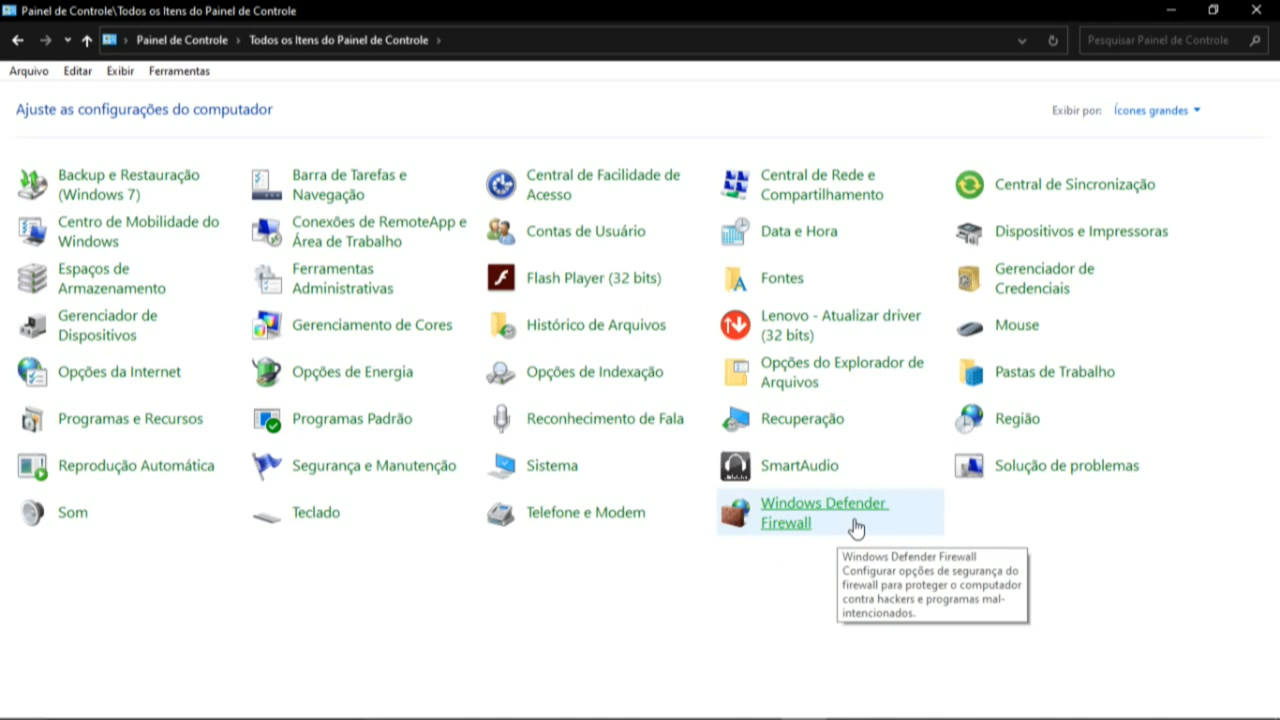 Painel de Controle\Todos os Itens do Painel de Controle
Painel de Controle › Todos os Itens do Painel de Controle ›
Pesquisar Painel de Controle
Arquivo Editar Exibir Ferramentas
Ajuste as configurações do computador
Exibir por: Ícones grandes
Backup e Restauração
(Windows 7)
Barra de Tarefas e
Navegação
Central de Facilidade de
Acesso
Central de Rede e
Compartilhamento
Central de Sincronização
Centro de Mobilidade do
Windows
Conexões de RemoteApp e
Área de Trabalho
Contas de Usuário
Data e Hora
Dispositivos e Impressoras
Espaços de
Armazenamento
Ferramentas
Administrativas
Flash Player (32 bits)
Fontes
Gerenciador de
Credenciais
Gerenciador de
Dispositivos
Gerenciamento de Cores
Histórico de Arquivos
Lenovo - Atualizar driver
(32 bits)
Mouse
Opções da Internet
Opções de Energia
Opções de Indexação
Opções do Explorador de
Arquivos
Pastas de Trabalho
Programas e Recursos
Programas Padrão
Reconhecimento de Fala
Recuperação
Região
Reprodução Automática
Segurança e Manutenção
Sistema
SmartAudio
Solução de problemas
Som
Teclado
Telefone e Modem
Windows Defender
Firewall
Windows Defender Firewall
Configurar opções de segurança do
firewall para proteger o computador
contra hackers e programas mal-
intencionados.